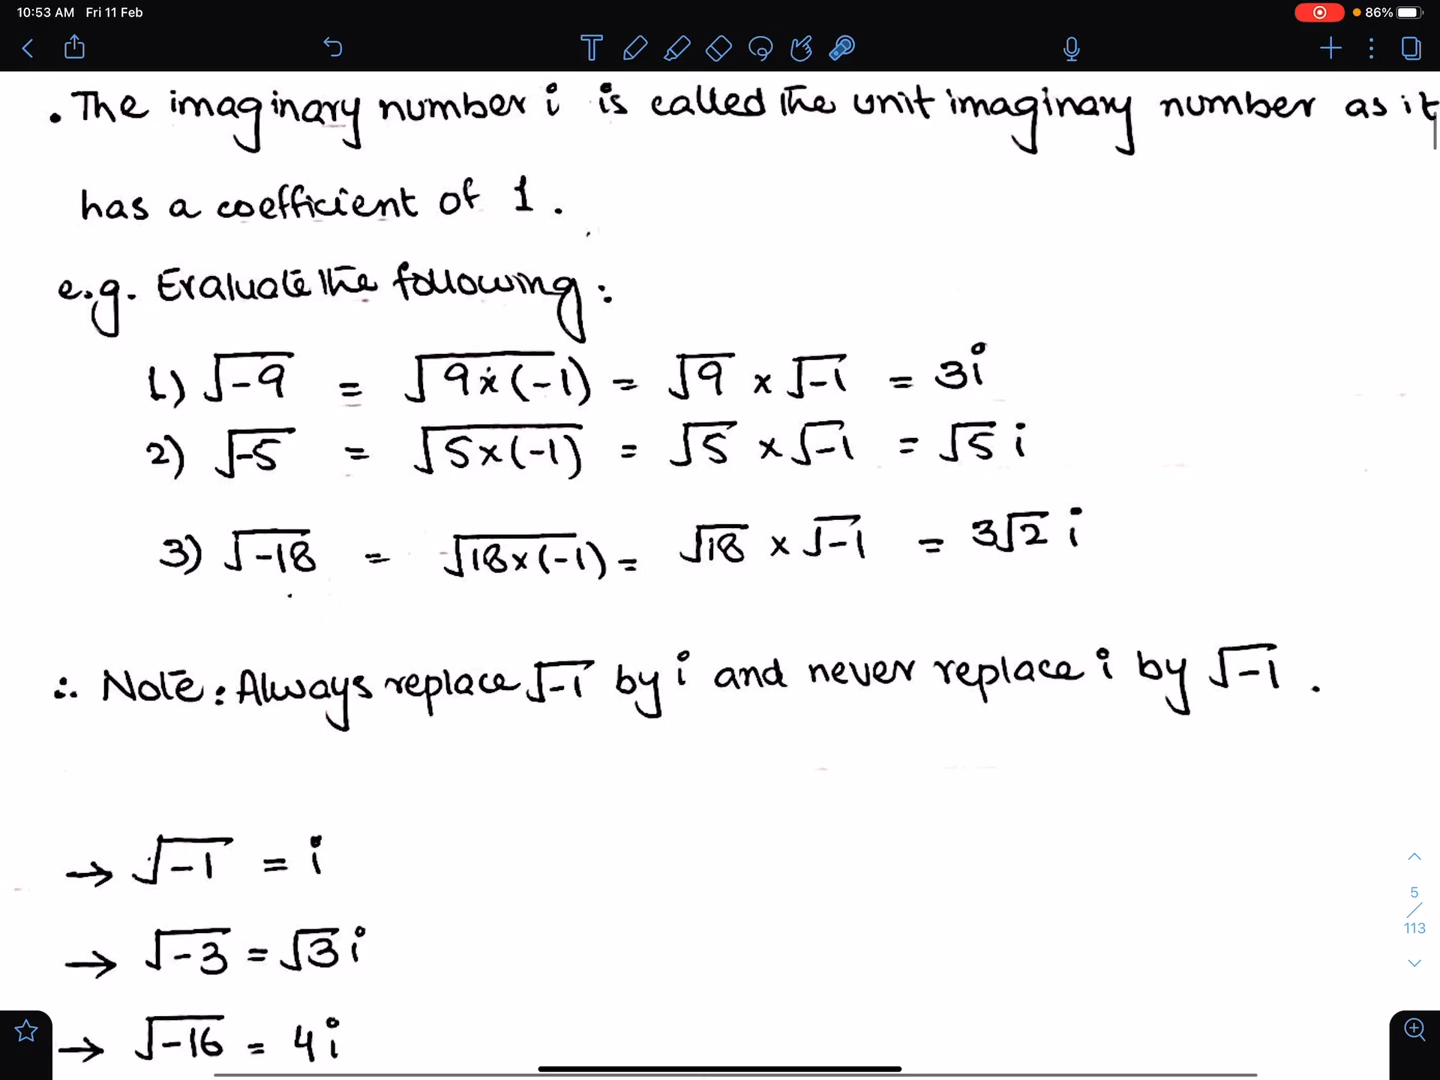 10:53 AM Fri 11 Feb 86%
. The imaginary number i is called the unit imaginary number as it
has a coefficient of 1.
e.g. Evaluate the following:
1.) √-9 = √9×(-1) = √9 × √-1 = 3i
2) √-5 = √5×(-1) = √5 × √-1 = √5 i
3) √-18 = √18×(-1) = √18 × √-1 = 3√2 i
∴ Note: Always replace √-1 by i and never replace i by √-1.
→ √-1 = i
→ √-3 = √3 i
→ √-16 = 4i
5
/
113